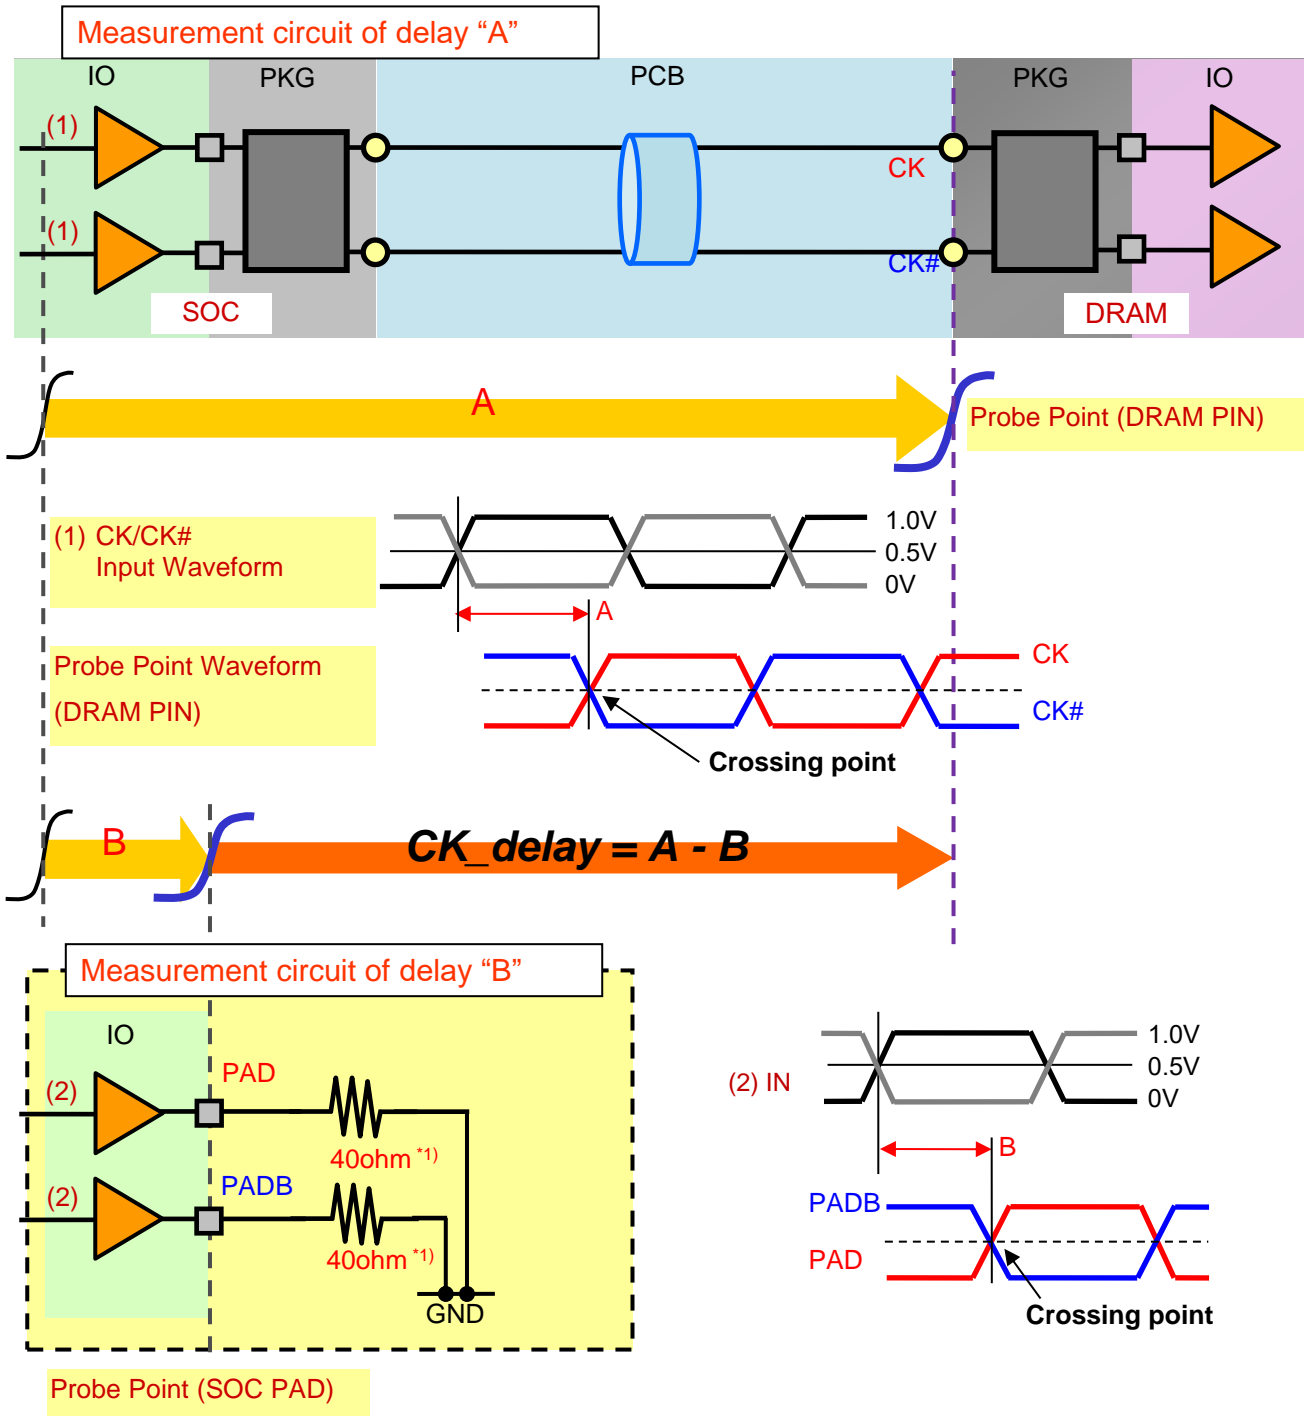 Measurement circuit of delay “A”
IO
PKG
PCB
PKG
IO
(1)
CK
(1)
CK#
SOC
DRAM
A
Probe Point (DRAM PIN)
(1) CK/CK#
Input Waveform
1.0V
0.5V
0V
A
Probe Point Waveform
(DRAM PIN)
CK
CK#
Crossing point
B
CK_delay = A - B
Measurement circuit of delay “B”
IO
PAD
(2)
40ohm *1)
PADB
(2)
40ohm *1)
GND
Probe Point (SOC PAD)
(2) IN
1.0V
0.5V
0V
B
PADB
PAD
Crossing point